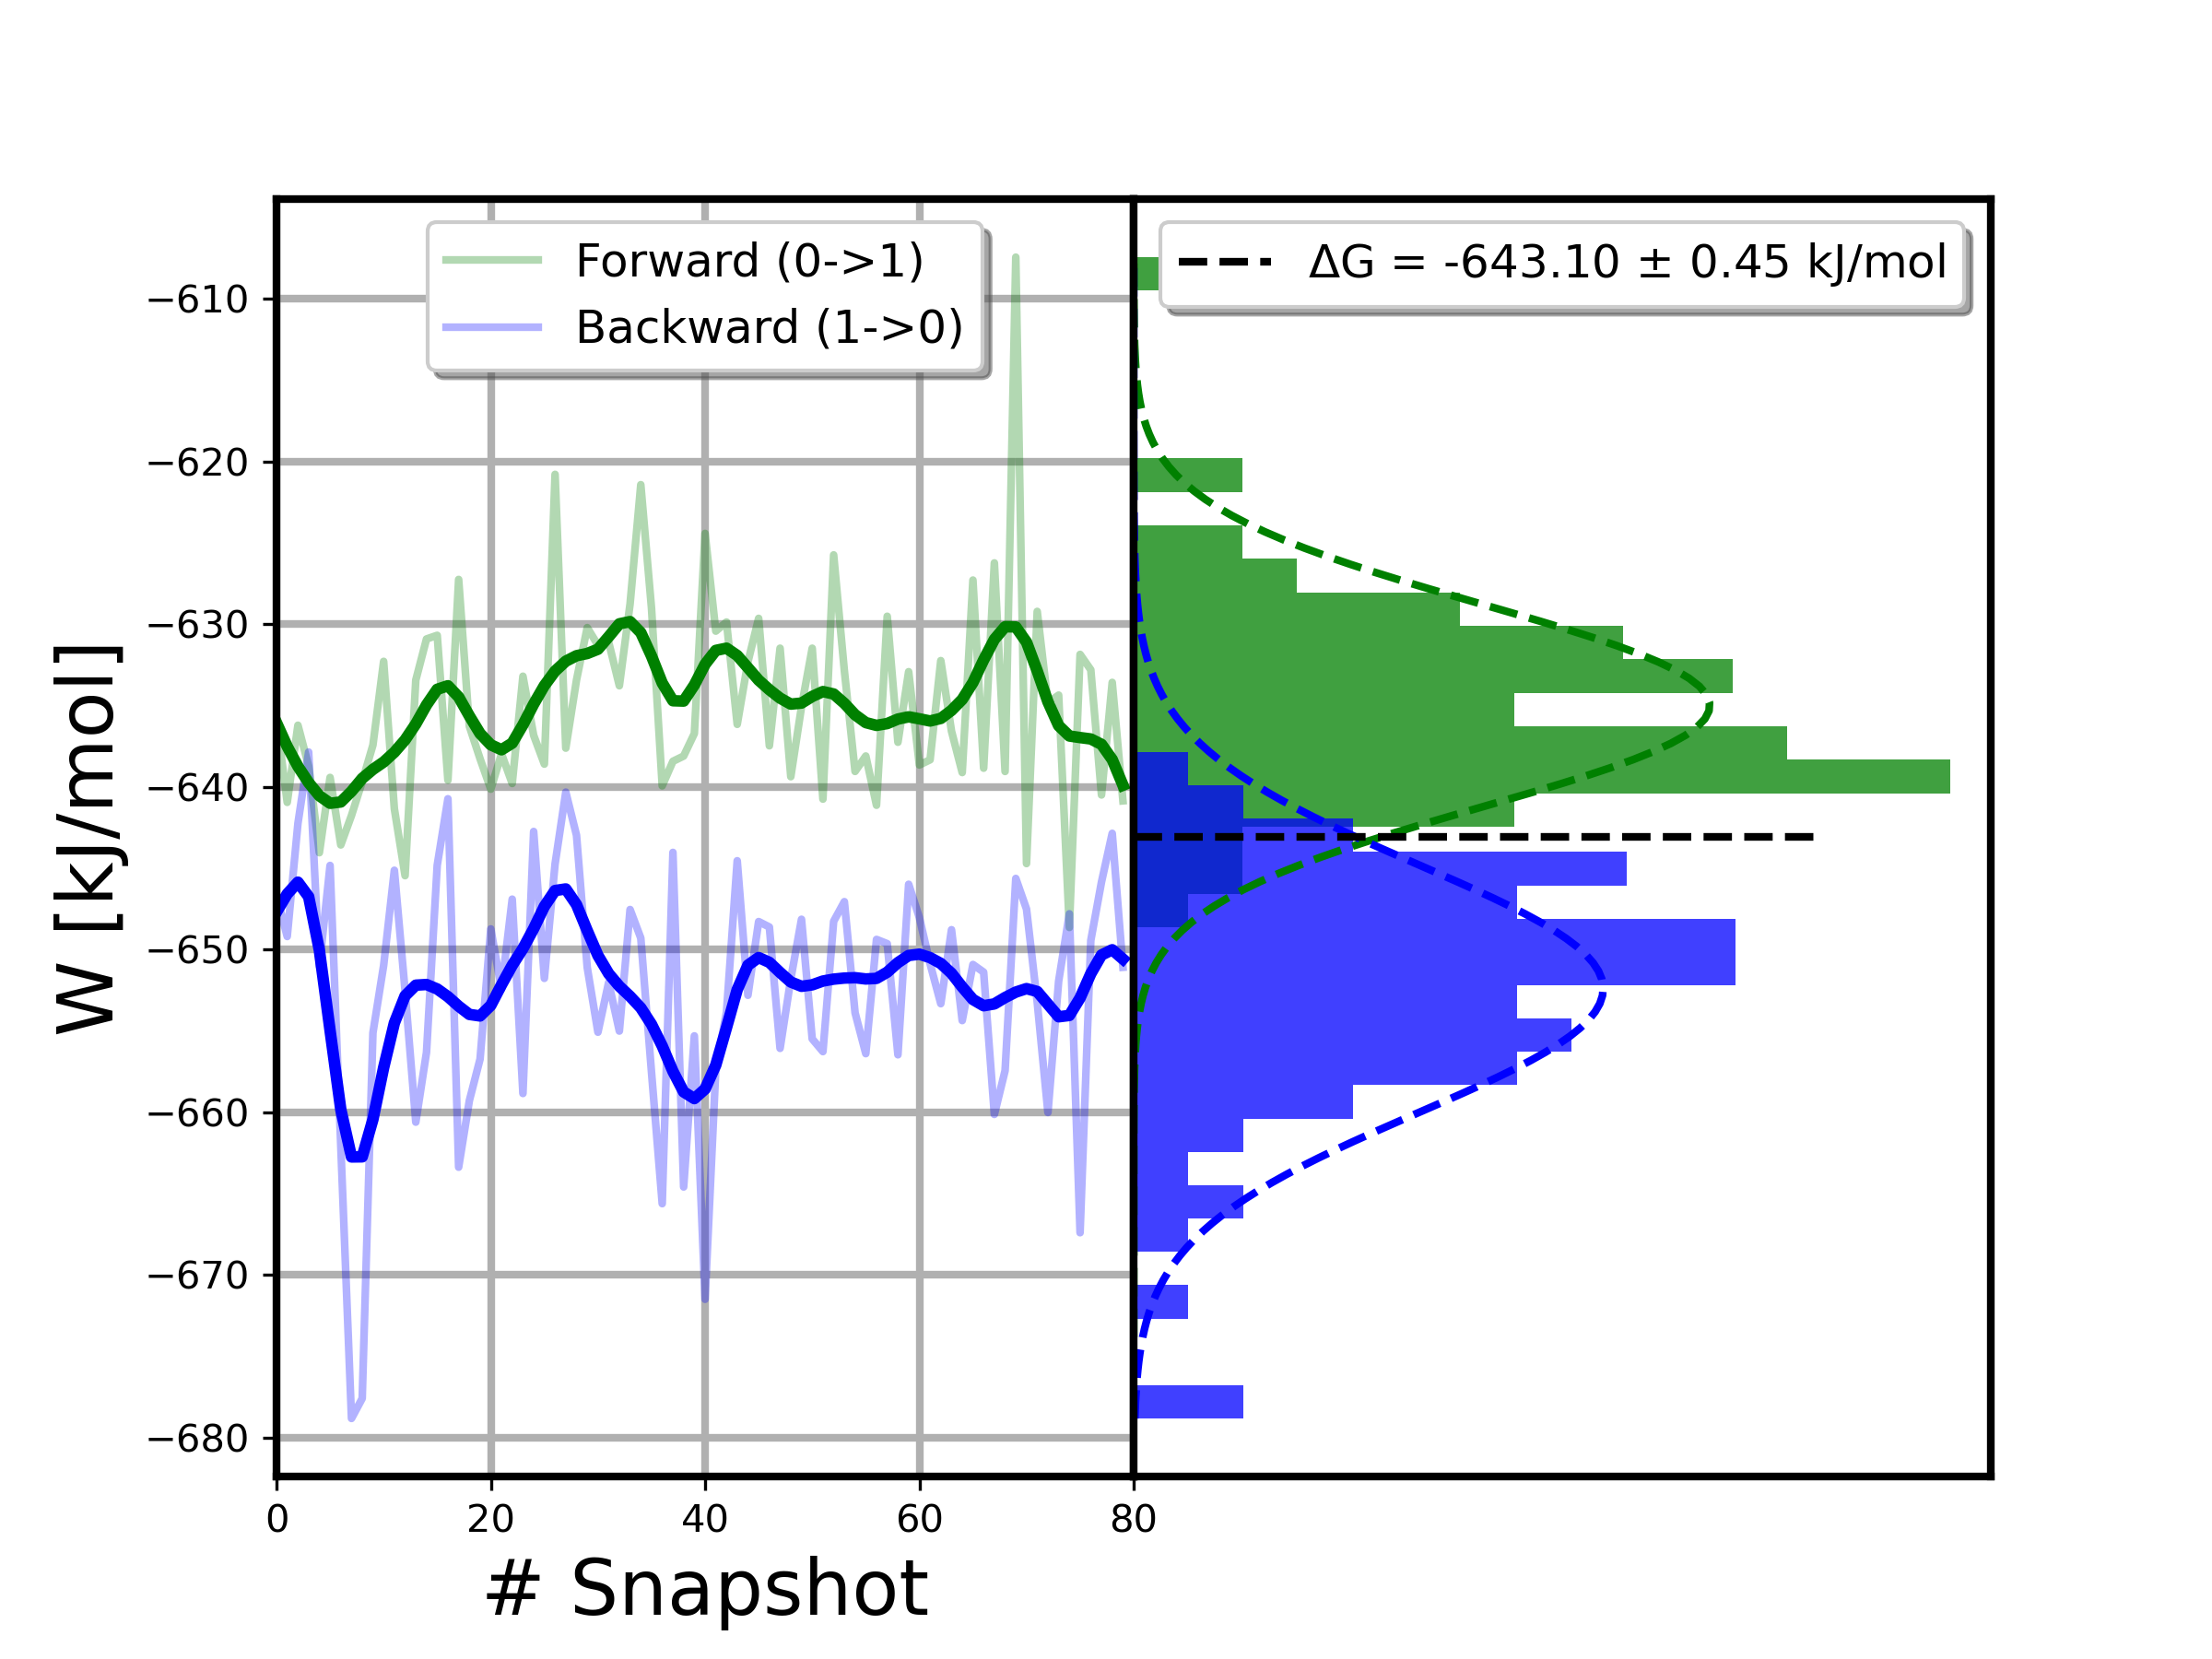 Forward (0->1)
Backward (1->0)
ΔG = -643.10 ± 0.45 kJ/mol
W [kJ/mol]
−610
−620
−630
−640
−650
−660
−670
−680
0 20 40 60 80
# Snapshot